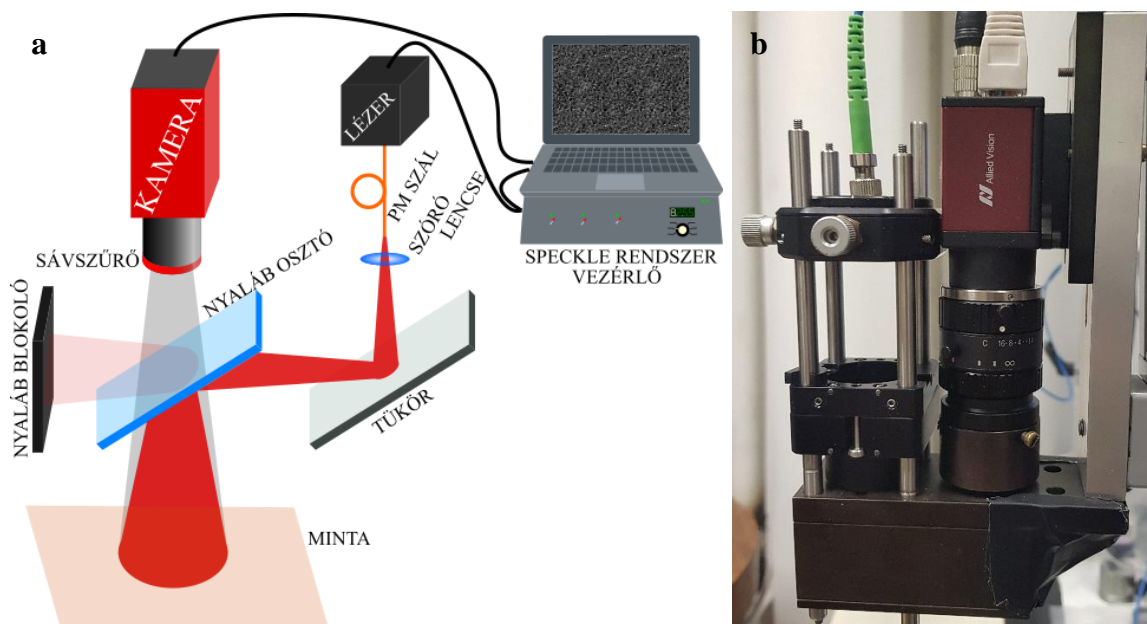 a
KAMERA
LÉZER
PM SZÁL
SZÓRÓ
LENCSE
SPECKLE RENDSZER
VEZÉRLŐ
SÁVSZŰRŐ
NYALÁB OSZTÓ
NYALÁB BLOKOLÓ
TÜKÖR
MINTA
b
Allied Vision